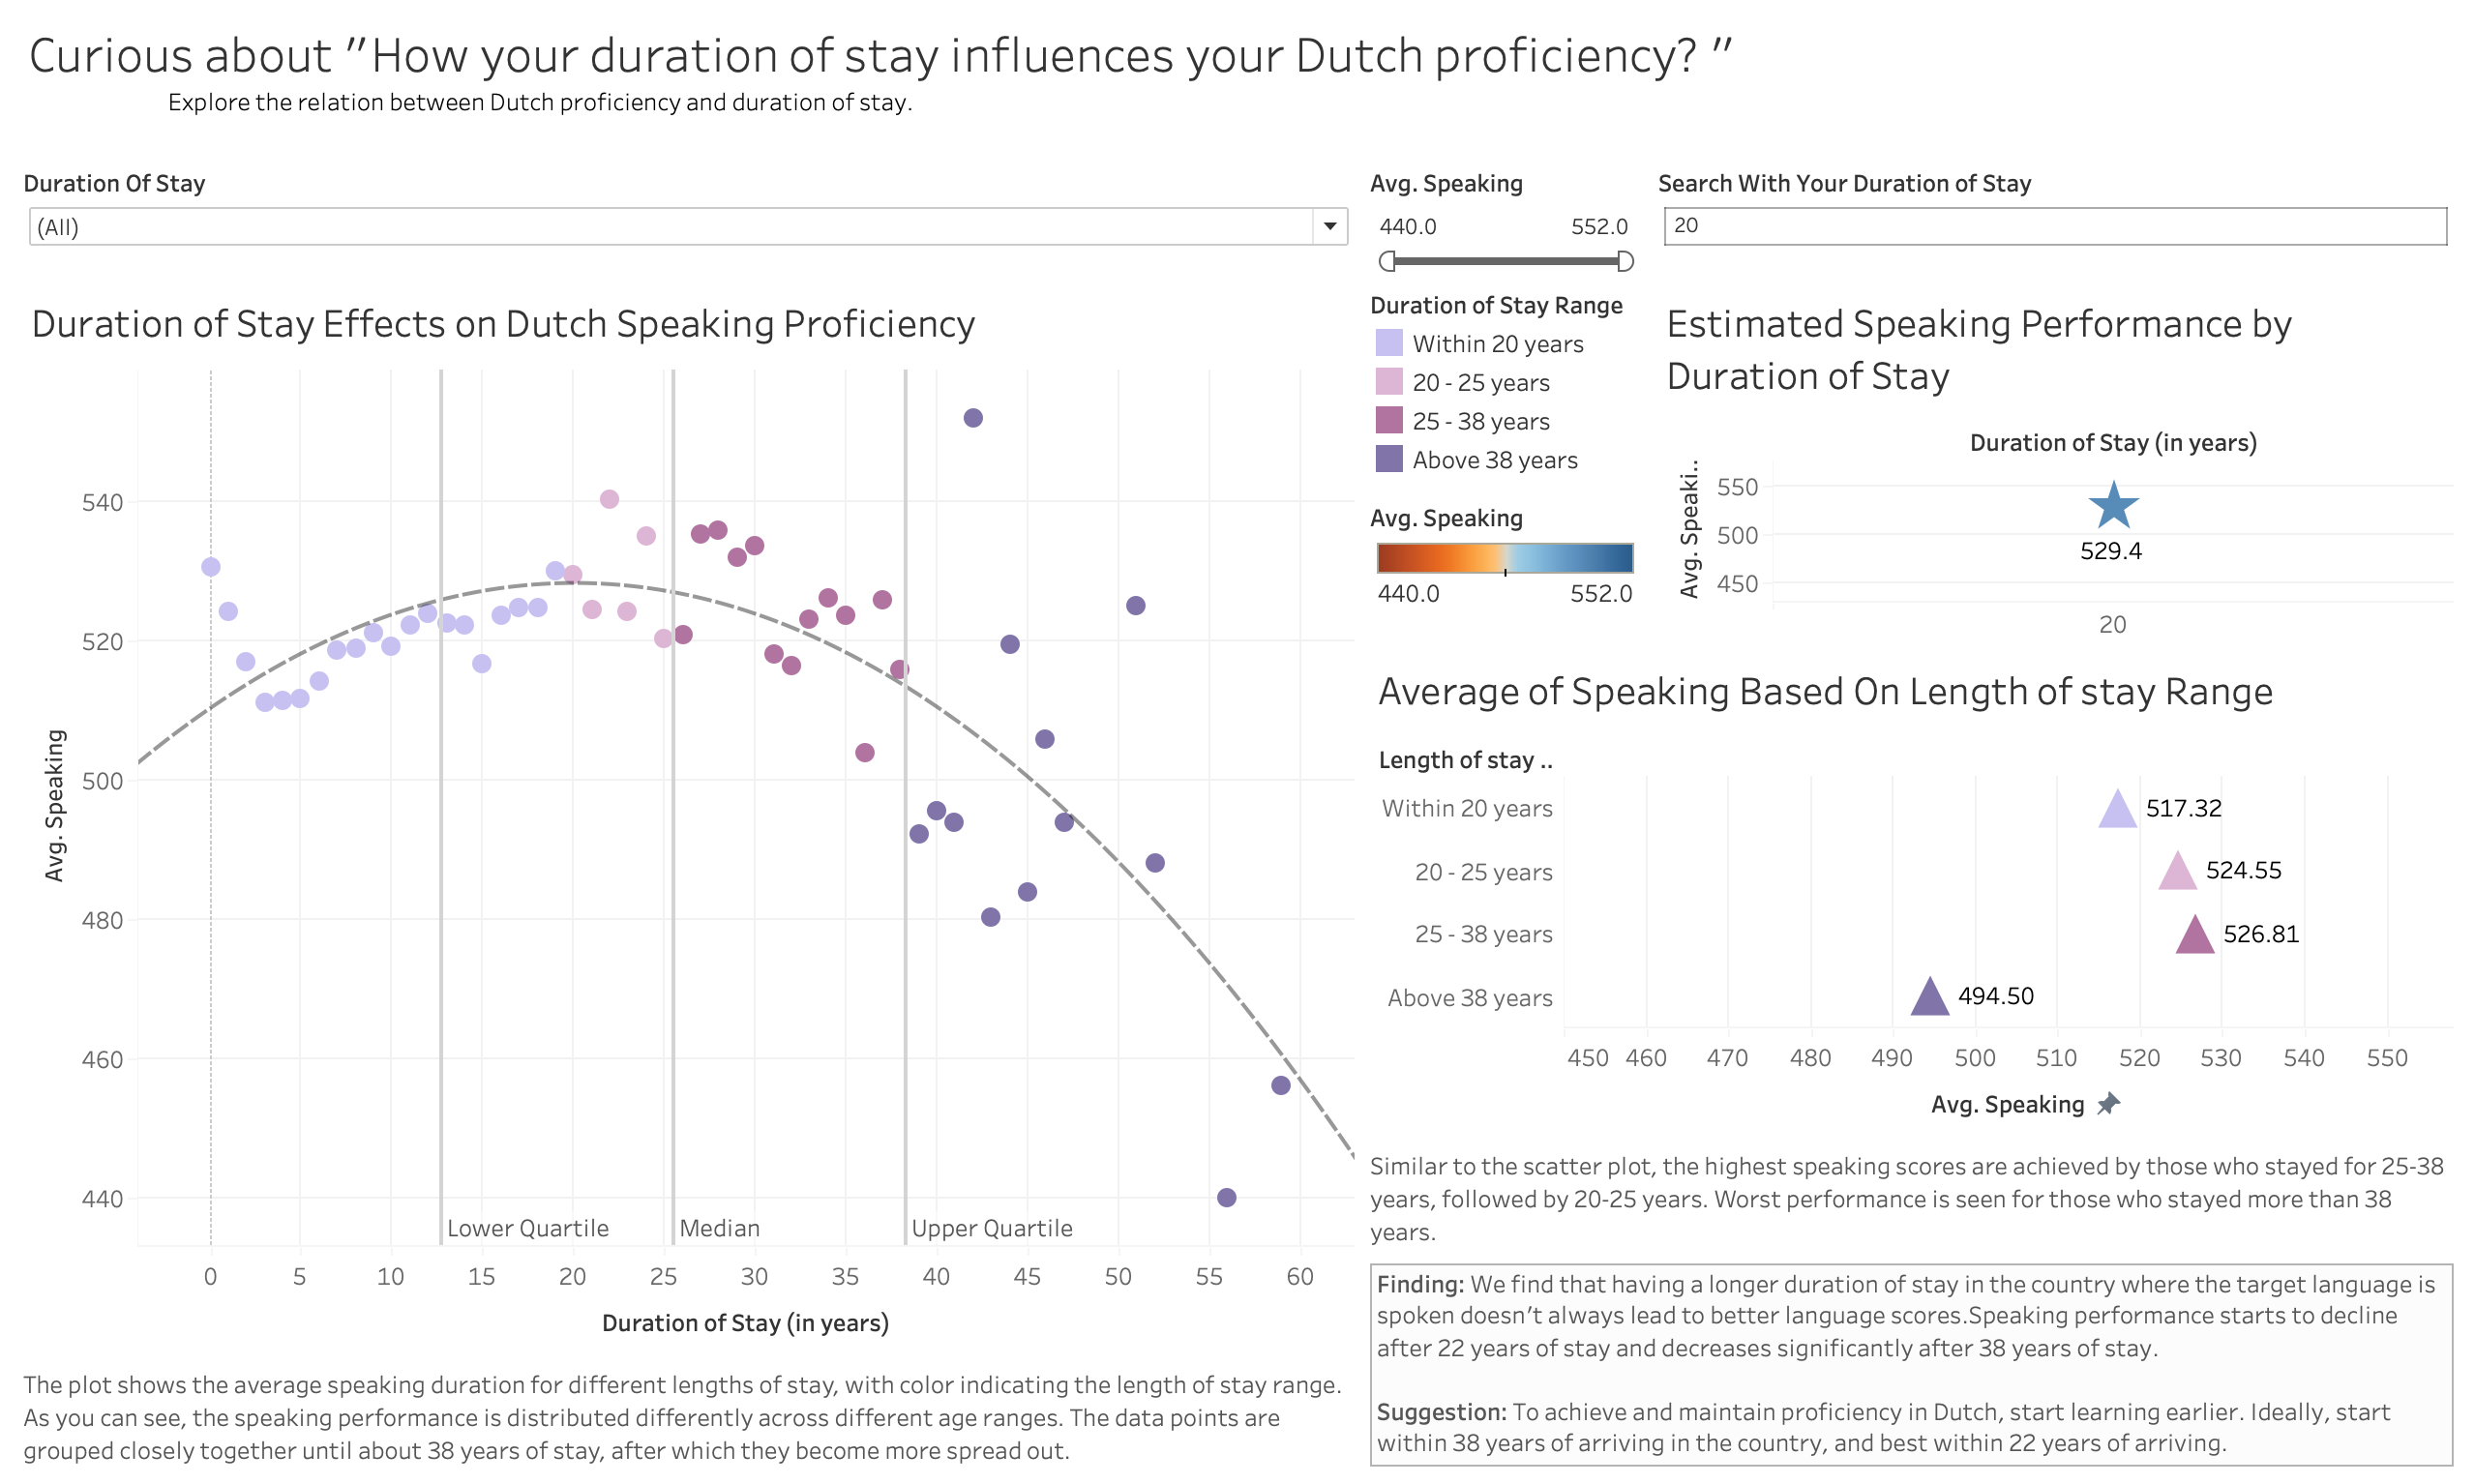 Curious about "How your duration of stay influences your Dutch proficiency? "
Explore the relation between Dutch proficiency and duration of stay.
Duration Of Stay
(All)
Avg. Speaking
440.0 552.0
Search With Your Duration of Stay
20
Duration of Stay Effects on Dutch Speaking Proficiency
Avg. Speaking
540
520
500
480
460
440
Lower Quartile
Median
Upper Quartile
0 5 10 15 20 25 30 35 40 45 50 55 60
Duration of Stay (in years)
The plot shows the average speaking duration for different lengths of stay, with color indicating the length of stay range.
As you can see, the speaking performance is distributed differently across different age ranges. The data points are
grouped closely together until about 38 years of stay, after which they become more spread out.
Duration of Stay Range
Within 20 years
20 - 25 years
25 - 38 years
Above 38 years
Avg. Speaking
440.0 552.0
Estimated Speaking Performance by
Duration of Stay
Duration of Stay (in years)
Avg. Speaki..
550
500
450
529.4
20
Average of Speaking Based On Length of stay Range
Length of stay ..
Within 20 years 517.32
20 - 25 years 524.55
25 - 38 years 526.81
Above 38 years 494.50
450 460 470 480 490 500 510 520 530 540 550
Avg. Speaking
Similar to the scatter plot, the highest speaking scores are achieved by those who stayed for 25-38
years, followed by 20-25 years. Worst performance is seen for those who stayed more than 38
years.
Finding: We find that having a longer duration of stay in the country where the target language is
spoken doesn't always lead to better language scores.Speaking performance starts to decline
after 22 years of stay and decreases significantly after 38 years of stay.
Suggestion: To achieve and maintain proficiency in Dutch, start learning earlier. Ideally, start
within 38 years of arriving in the country, and best within 22 years of arriving.